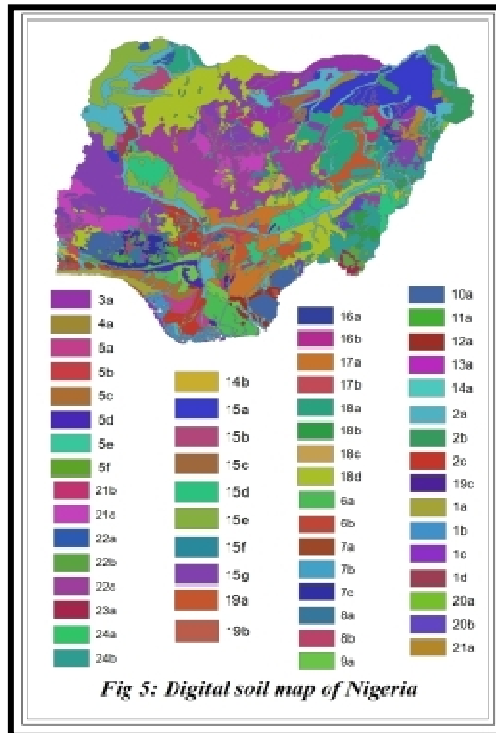 3a
4a
5a
5b
5c
5d
5e
5f
21b
21c
22a
22b
22c
23a
24a
24b
14b
15a
15b
15c
15d
15e
15f
15g
19a
19b
16a
16b
17a
17b
18a
18b
18c
18d
6a
6b
7a
7b
7c
8a
8b
9a
10a
11a
12a
13a
14a
2a
2b
2c
19c
1a
1b
1c
1d
20a
20b
21a
Fig 5: Digital soil map of Nigeria